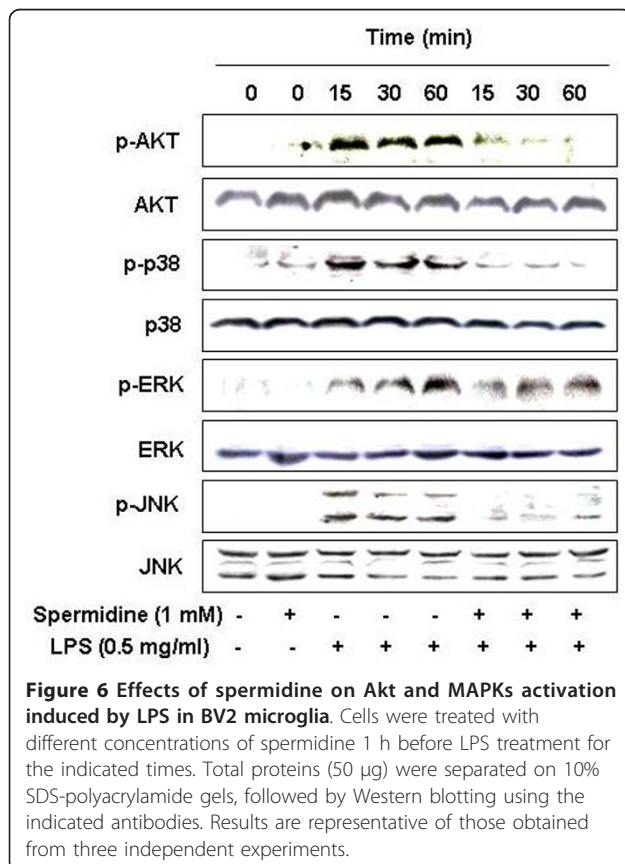 Time (min)
0 0 15 30 60 15 30 60
p-AKT
AKT
p-p38
p38
p-ERK
ERK
p-JNK
JNK
Spermidine (1 mM) - + - - - + + +
LPS (0.5 mg/ml) - - + + + + + +
Figure 6 Effects of spermidine on Akt and MAPKs activation
induced by LPS in BV2 microglia. Cells were treated with
different concentrations of spermidine 1 h before LPS treatment for
the indicated times. Total proteins (50 μg) were separated on 10%
SDS-polyacrylamide gels, followed by Western blotting using the
indicated antibodies. Results are representative of those obtained
from three independent experiments.